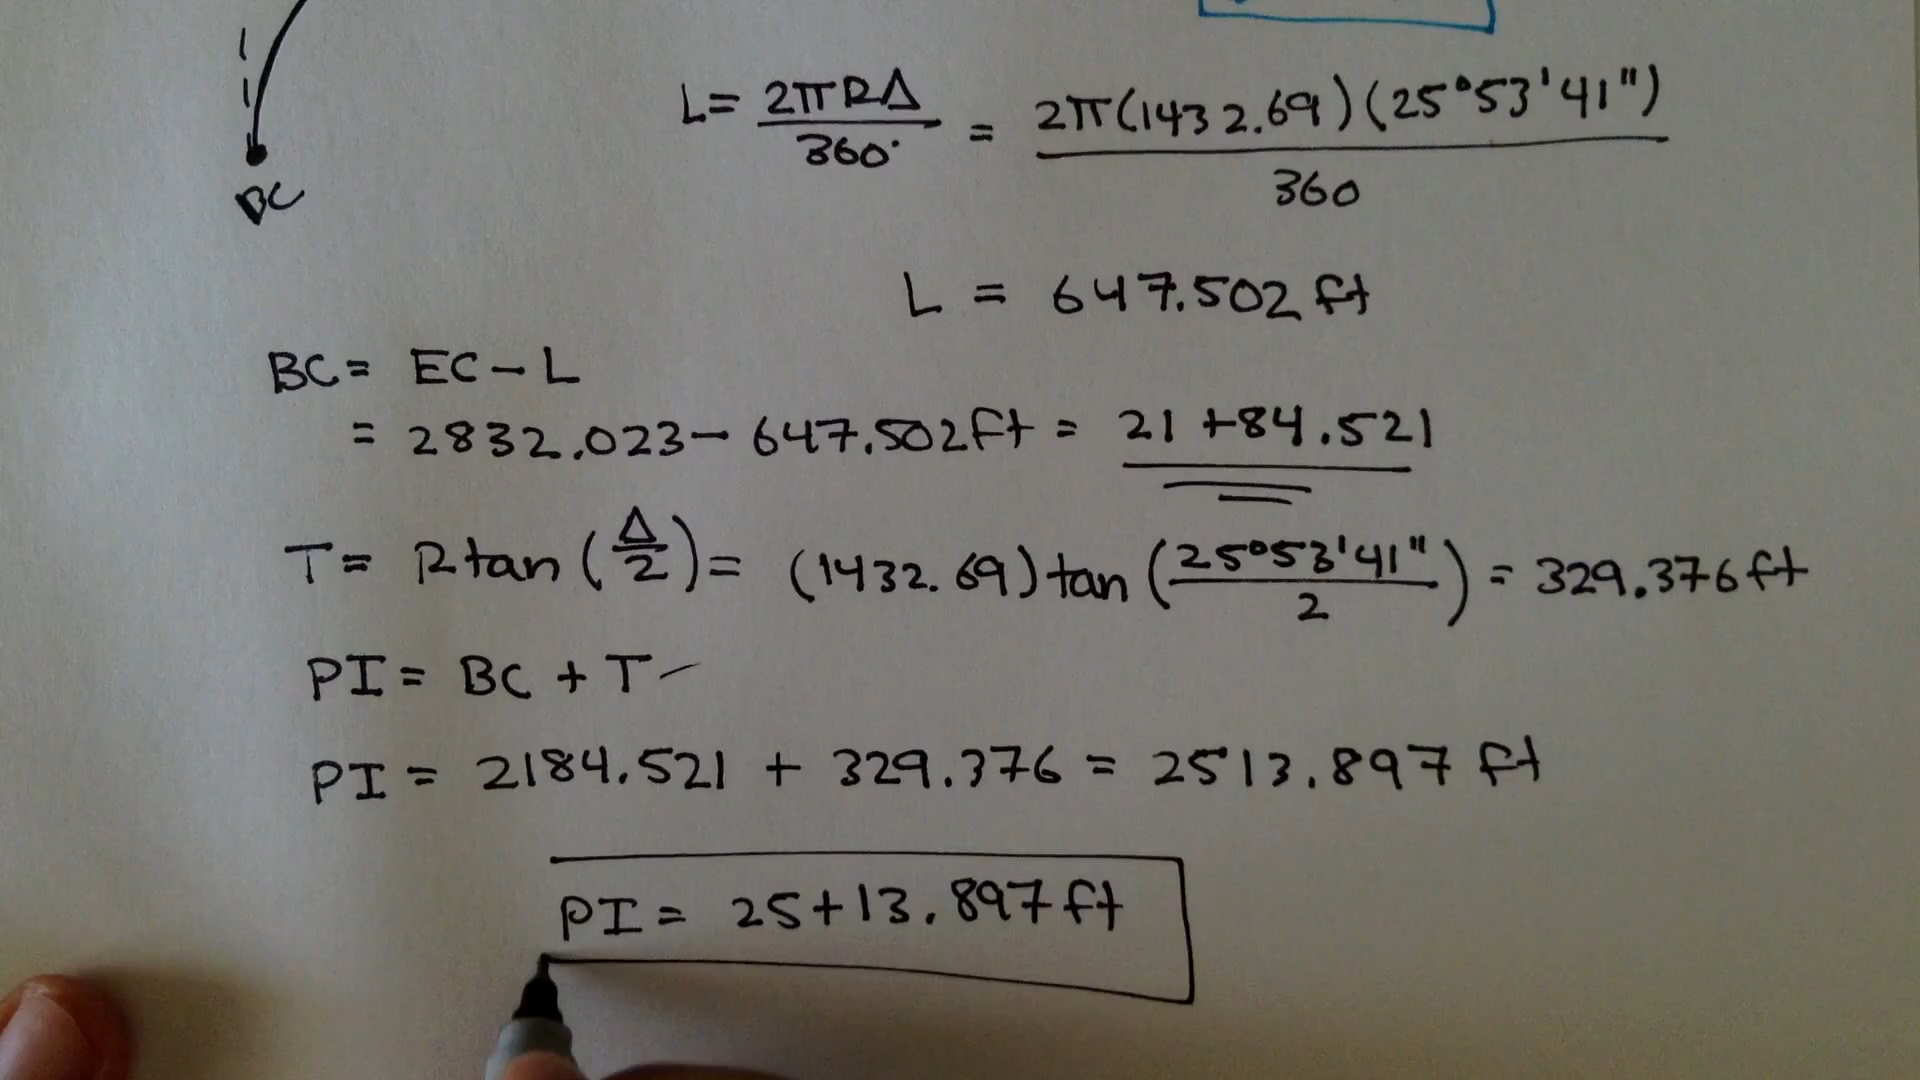 L = 2πRΔ / 360° = 2π(1432.69)(25°53'41") / 360
BC
L = 647.502 ft
BC = EC - L
= 2832.023 - 647.502 ft = 21+84.521
T = R tan (Δ/2) = (1432.69) tan (25°53'41" / 2) = 329.376 ft
PI = BC + T
PI = 2184.521 + 329.376 = 2513.897 ft
PI = 25+13.897 ft